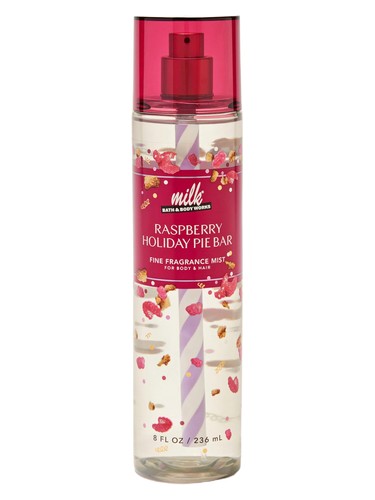 milk
BATH & BODY WORKS
RASPBERRY
HOLIDAY PIE BAR
FINE FRAGRANCE MIST
FOR BODY & HAIR
8 FL OZ / 236 mL